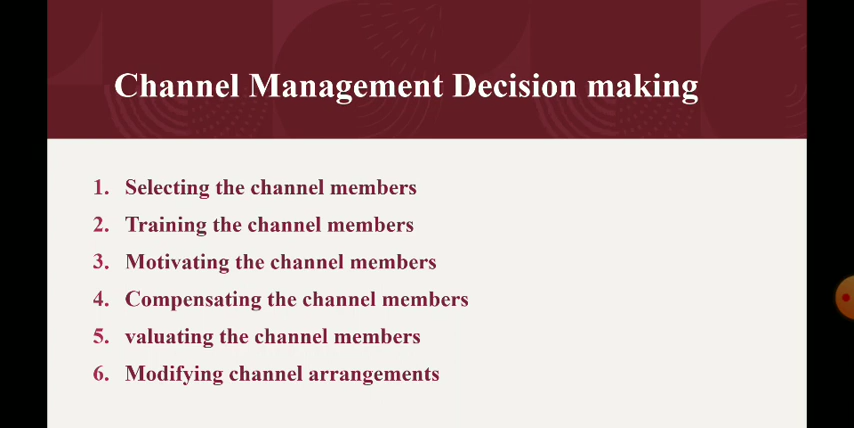 Channel Management Decision making
1. Selecting the channel members
2. Training the channel members
3. Motivating the channel members
4. Compensating the channel members
5. valuating the channel members
6. Modifying channel arrangements